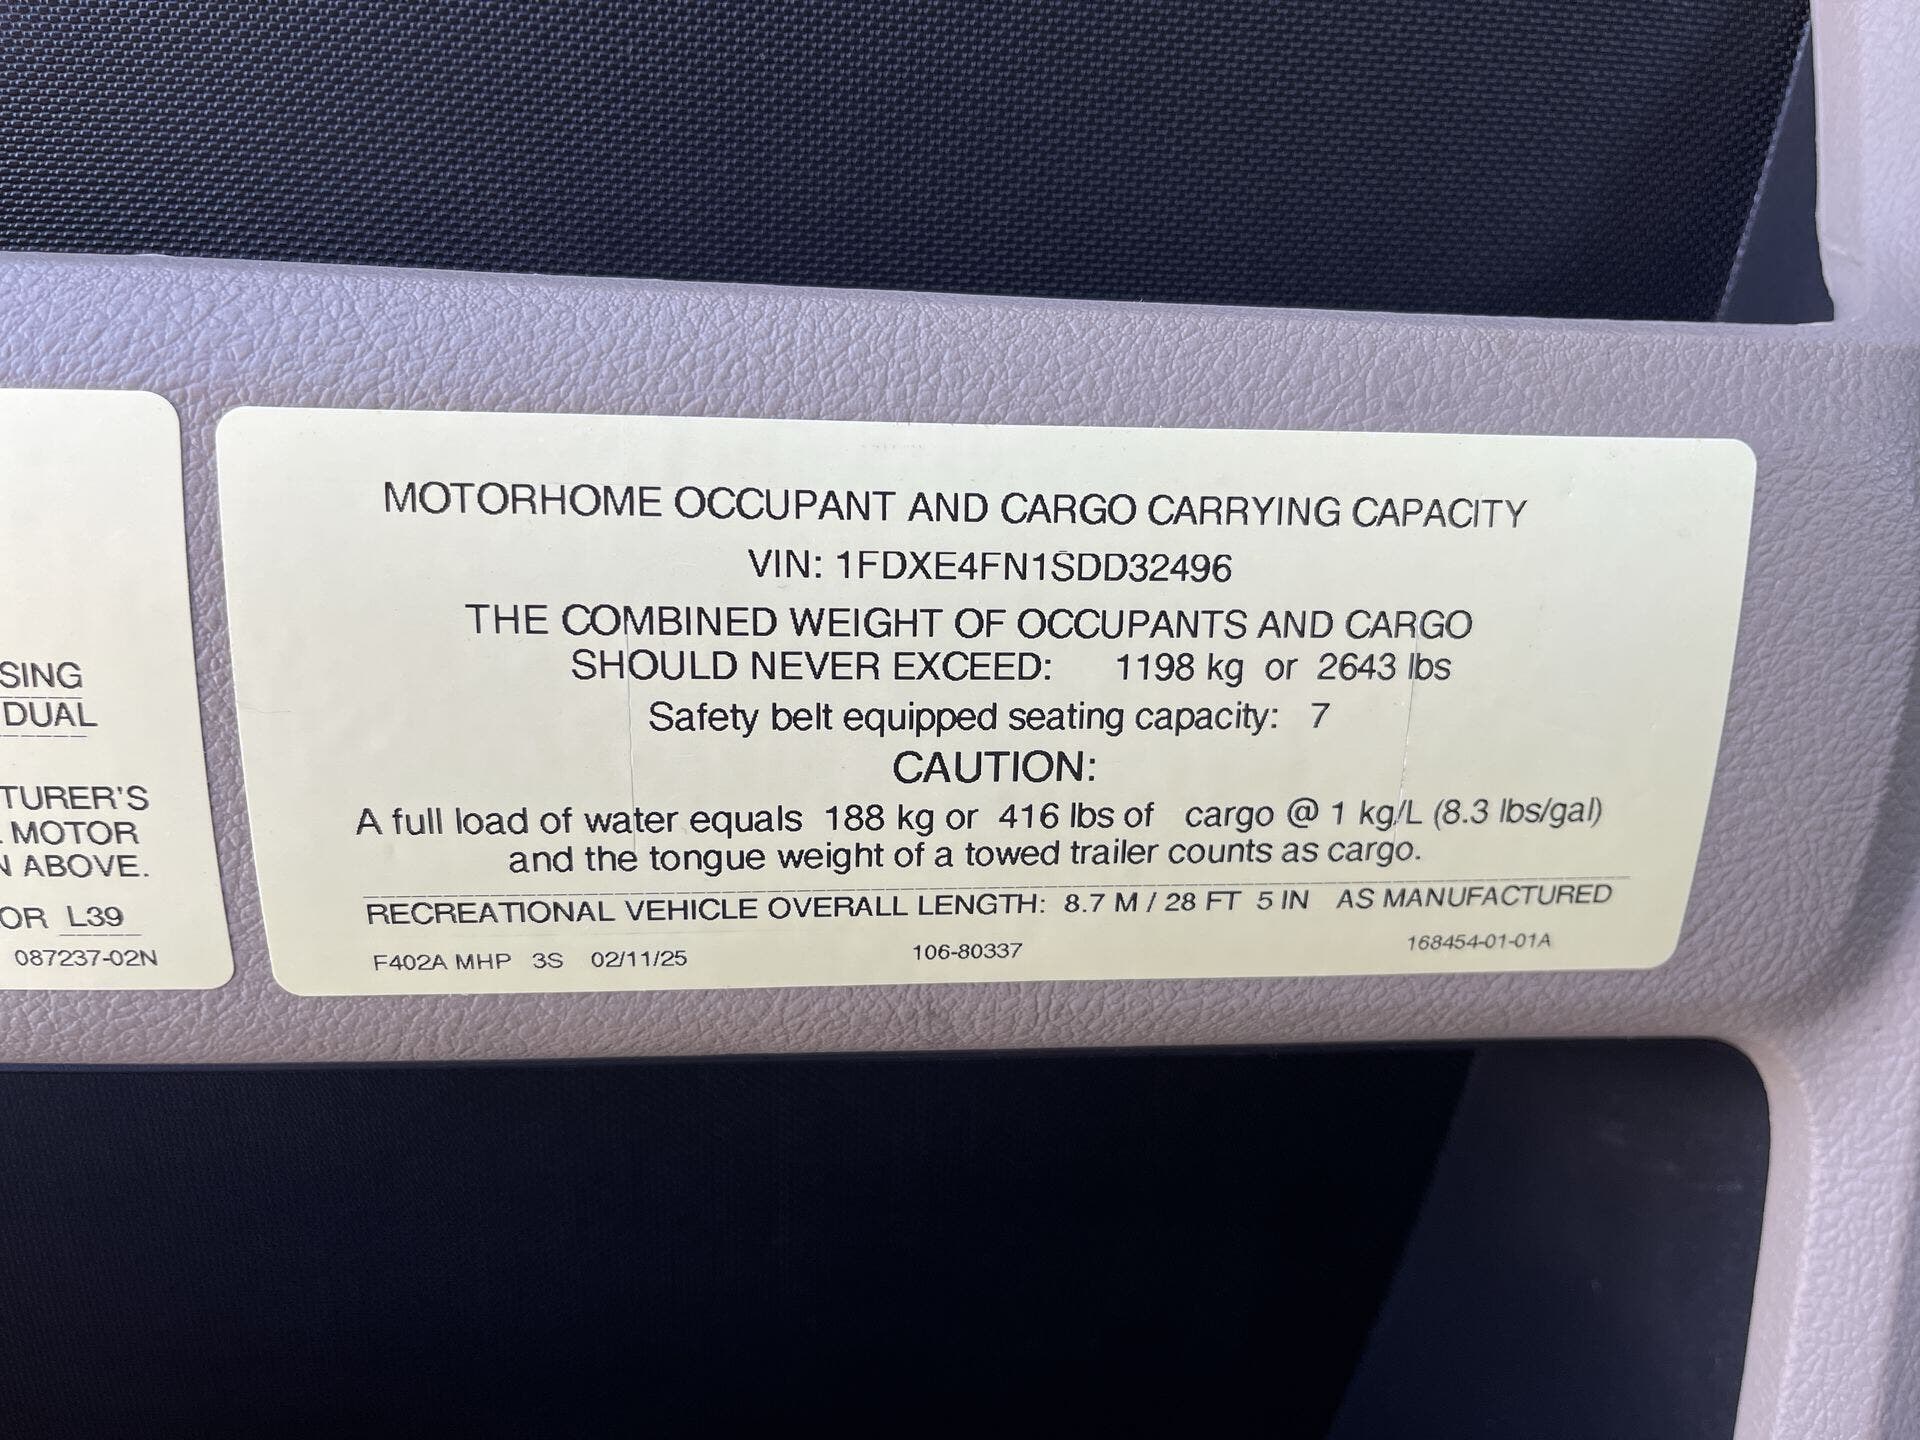 SING
DUAL
TURER'S
MOTOR
ABOVE.
OR L39
087237-02N
MOTORHOME OCCUPANT AND CARGO CARRYING CAPACITY
VIN: 1FDXE4FN1SDD32496
THE COMBINED WEIGHT OF OCCUPANTS AND CARGO
SHOULD NEVER EXCEED: 1198 kg or 2643 lbs
Safety belt equipped seating capacity: 7
CAUTION:
A full load of water equals 188 kg or 416 lbs of cargo @ 1 kg/L (8.3 lbs/gal)
and the tongue weight of a towed trailer counts as cargo.
RECREATIONAL VEHICLE OVERALL LENGTH: 8.7 M / 28 FT 5 IN AS MANUFACTURED
F402A MHP 3S 02/11/25 106-80337 168454-01-01A